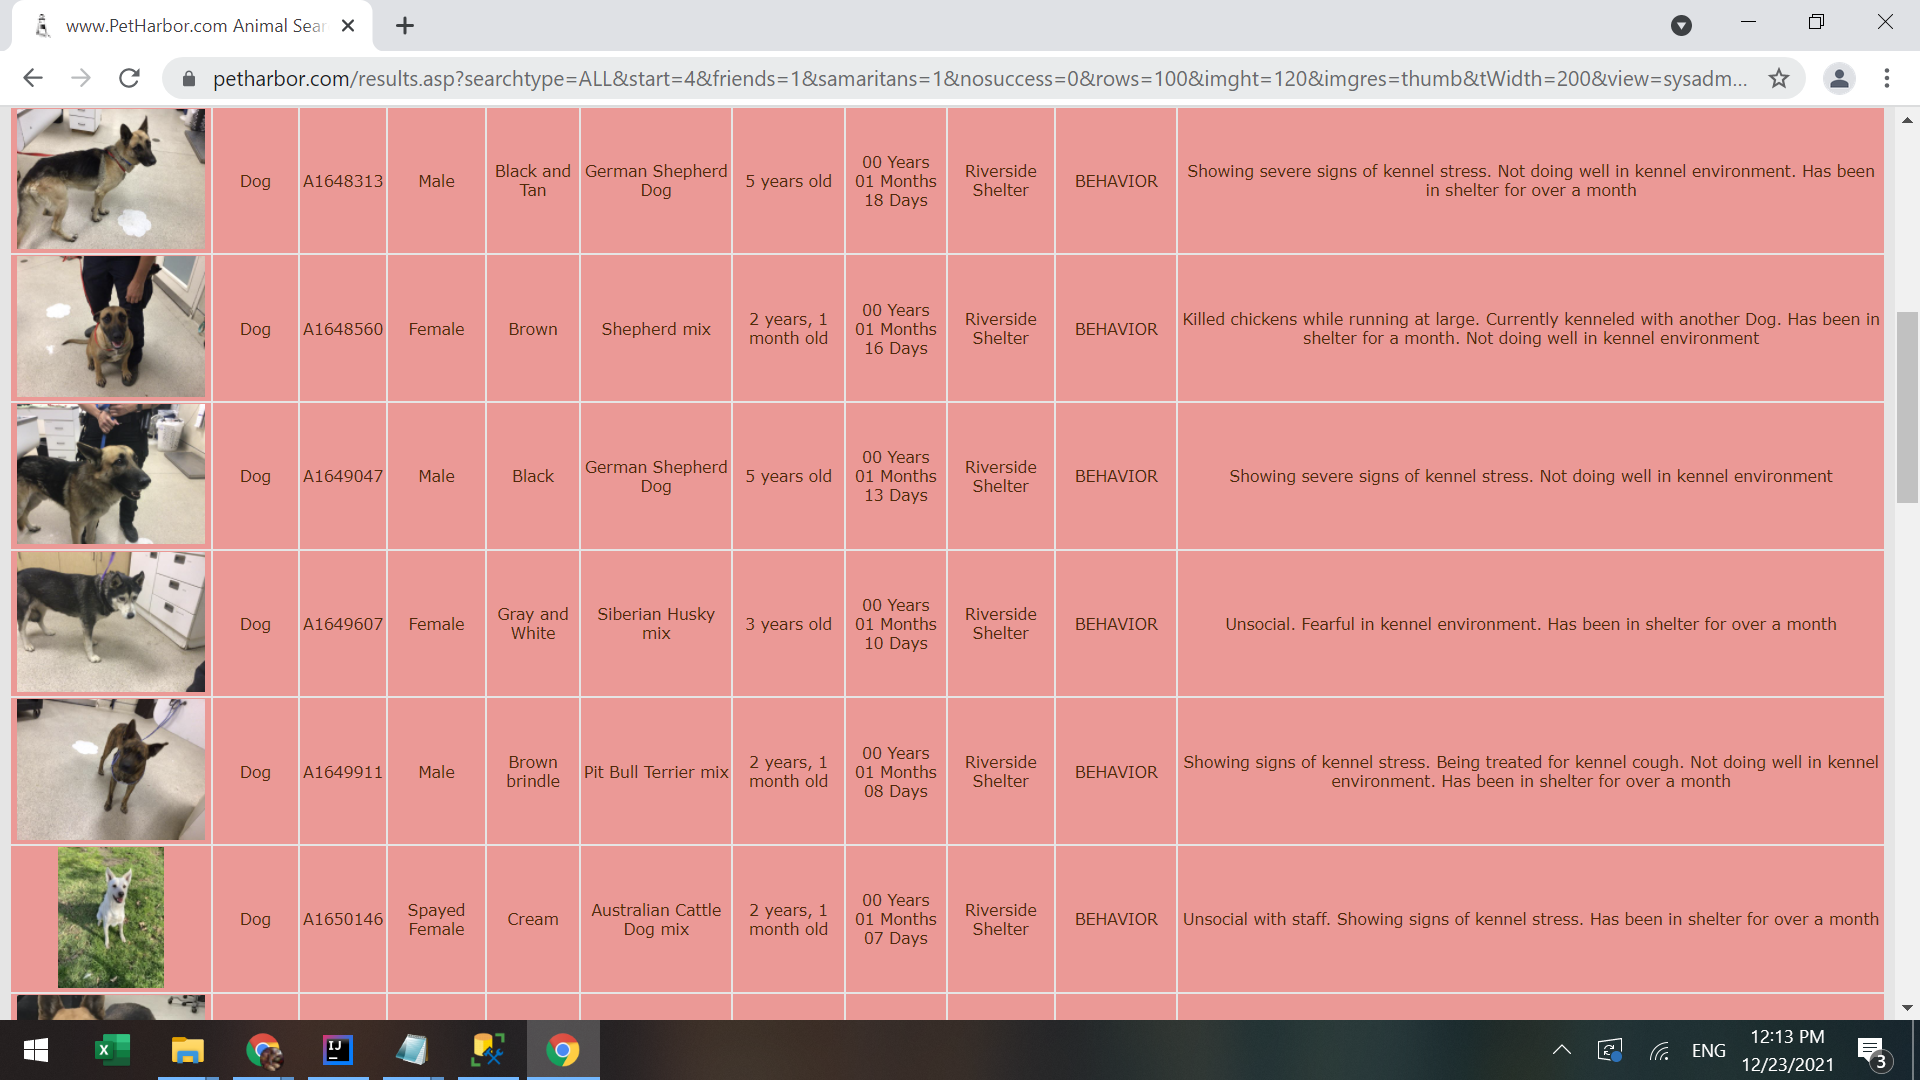 www.PetHarbor.com Animal Sear
petharbor.com/results.asp?searchtype=ALL&start=4&friends=1&samaritans=1&nosuccess=0&rows=100&imght=120&imgres=thumb&tWidth=200&view=sysadm...
Dog
A1648313
Male
Black and
Tan
German Shepherd
Dog
5 years old
00 Years
01 Months
18 Days
Riverside
Shelter
BEHAVIOR
Showing severe signs of kennel stress. Not doing well in kennel environment. Has been
in shelter for over a month
Dog
A1648560
Female
Brown
Shepherd mix
2 years, 1
month old
00 Years
01 Months
16 Days
Riverside
Shelter
BEHAVIOR
Killed chickens while running at large. Currently kenneled with another Dog. Has been in
shelter for a month. Not doing well in kennel environment
Dog
A1649047
Male
Black
German Shepherd
Dog
5 years old
00 Years
01 Months
13 Days
Riverside
Shelter
BEHAVIOR
Showing severe signs of kennel stress. Not doing well in kennel environment
Dog
A1649607
Female
Gray and
White
Siberian Husky
mix
3 years old
00 Years
01 Months
10 Days
Riverside
Shelter
BEHAVIOR
Unsocial. Fearful in kennel environment. Has been in shelter for over a month
Dog
A1649911
Male
Brown
brindle
Pit Bull Terrier mix
2 years, 1
month old
00 Years
01 Months
08 Days
Riverside
Shelter
BEHAVIOR
Showing signs of kennel stress. Being treated for kennel cough. Not doing well in kennel
environment. Has been in shelter for over a month
Dog
A1650146
Spayed
Female
Cream
Australian Cattle
Dog mix
2 years, 1
month old
00 Years
01 Months
07 Days
Riverside
Shelter
BEHAVIOR
Unsocial with staff. Showing signs of kennel stress. Has been in shelter for over a month
X
IJ
ENG
12:13 PM
12/23/2021
3